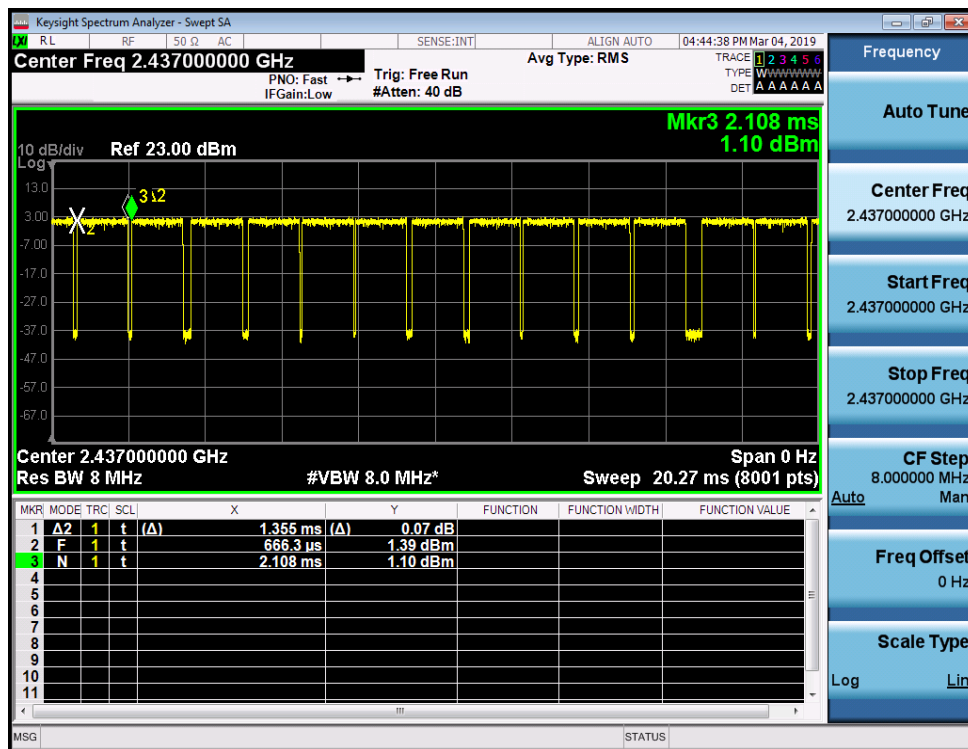 Keysight Spectrum Analyzer - Swept SA
LXI RL RF 50 Ω AC SENSE:INT ALIGN AUTO 04:44:38 PM Mar 04, 2019
Center Freq 2.437000000 GHz
PNO: Fast
IFGain:Low
Trig: Free Run
#Atten: 40 dB
Avg Type: RMS
TRACE 1 2 3 4 5 6
TYPE WWWWWW
DET A A A A A A
Mkr3 2.108 ms
1.10 dBm
10 dB/div Ref 23.00 dBm
Log
13.0
3.00
-7.00
-17.0
-27.0
-37.0
-47.0
-57.0
-67.0
2
3 1Δ2
Center 2.437000000 GHz Span 0 Hz
Res BW 8 MHz #VBW 8.0 MHz* Sweep 20.27 ms (8001 pts)
MKR MODE TRC SCL X Y FUNCTION FUNCTION WIDTH FUNCTION VALUE
1 Δ2 1 t (Δ) 1.355 ms (Δ) 0.07 dB
2 F 1 t 666.3 µs 1.39 dBm
3 N 1 t 2.108 ms 1.10 dBm
4
5
6
7
8
9
10
11
MSG STATUS
Frequency
Auto Tune
Center Freq
2.437000000 GHz
Start Freq
2.437000000 GHz
Stop Freq
2.437000000 GHz
CF Step
8.000000 MHz
Auto Man
Freq Offset
0 Hz
Scale Type
Log Lin